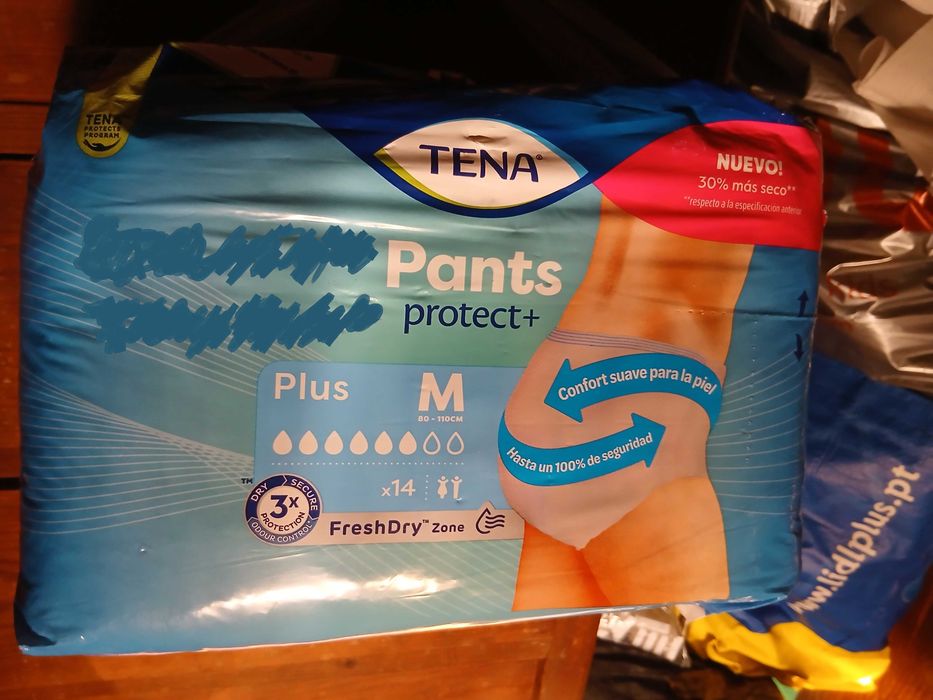 TENA
PROTECTS
PROGRAM
TENA®
NUEVO!
30% más seco**
**respecto a la especificación anterior
Pants
protect+
Plus
M
80 - 110CM
x14
Confort suave para la piel
Hasta un 100% de seguridad
TM
DRY
SECURE
3X
PROTECTION
ODOUR CONTROL
FreshDry™ Zone
www.lidlplus.pt